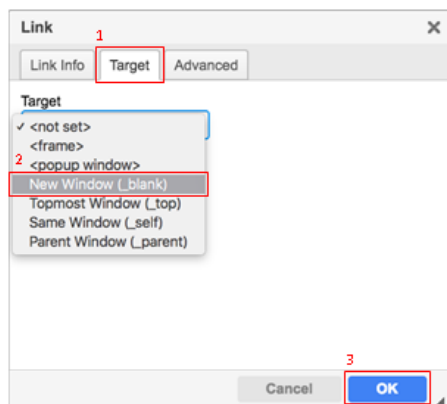 Link
1
Link Info Target Advanced
Target
✓ <not set>
<frame>
2 <popup window>
New Window (_blank)
Topmost Window (_top)
Same Window (_self)
Parent Window (_parent)
3
Cancel OK